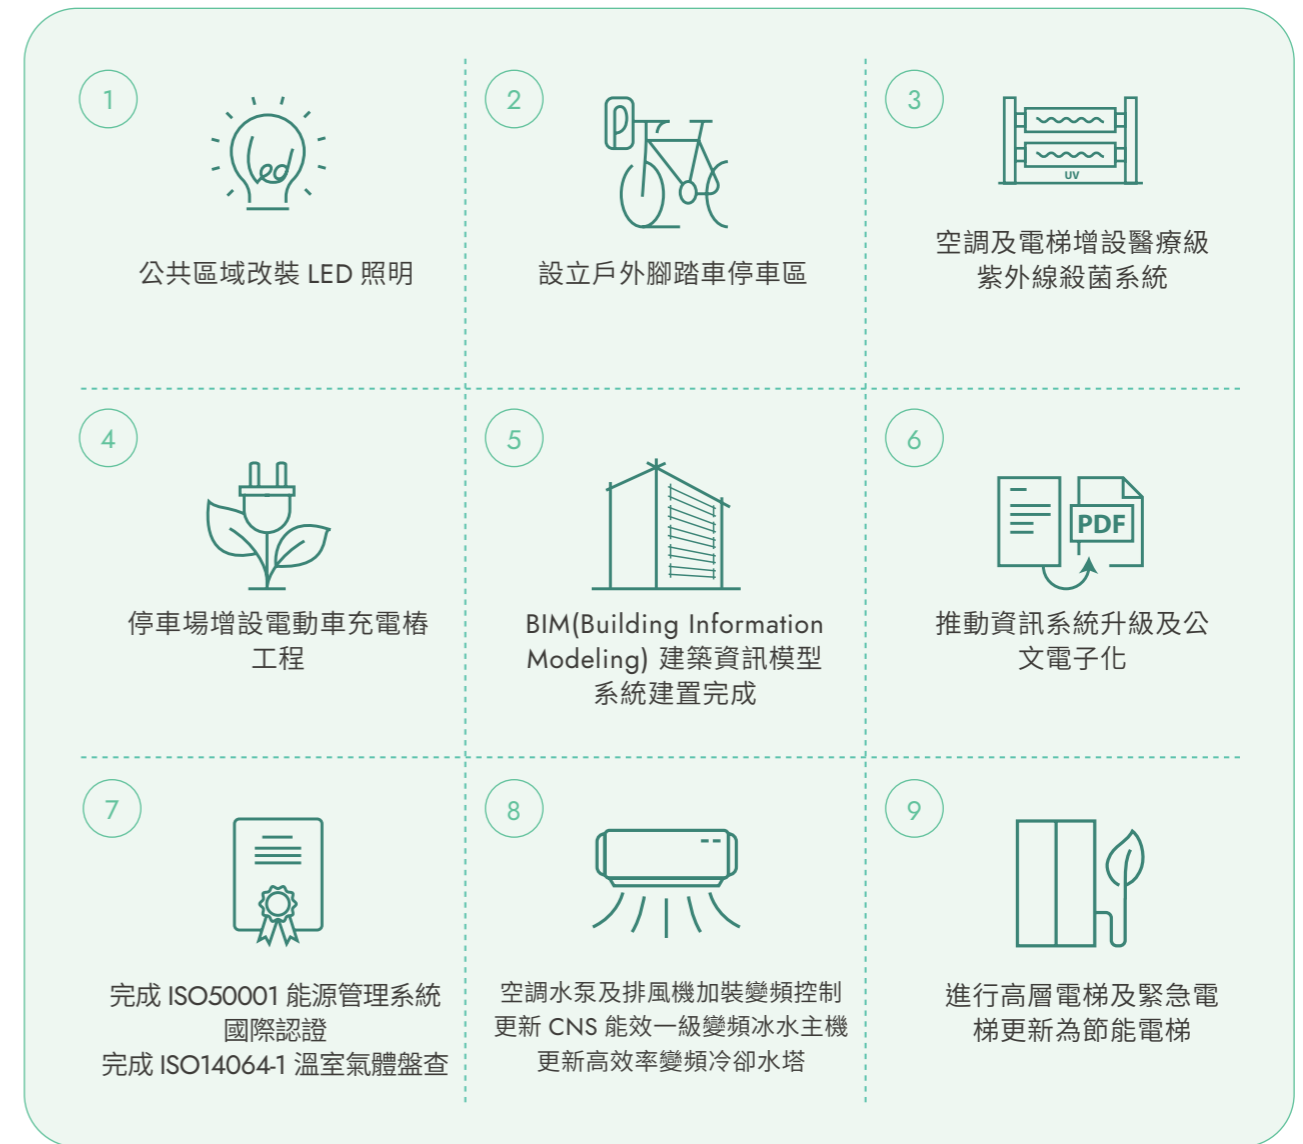 1
Led
公共區域改裝 LED 照明
2
P
設立戶外腳踏車停車區
3
UV
空調及電梯增設醫療級
紫外線殺菌系統
4
停車場增設電動車充電樁
工程
5
BIM(Building Information
Modeling) 建築資訊模型
系統建置完成
6
PDF
推動資訊系統升級及公
文電子化
7
完成 ISO50001 能源管理系統
國際認證
完成 ISO14064-1 溫室氣體盤查
8
空調水泵及排風機加裝變頻控制
更新 CNS 能效一級變頻冰水主機
更新高效率變頻冷卻水塔
9
進行高層電梯及緊急電
梯更新為節能電梯